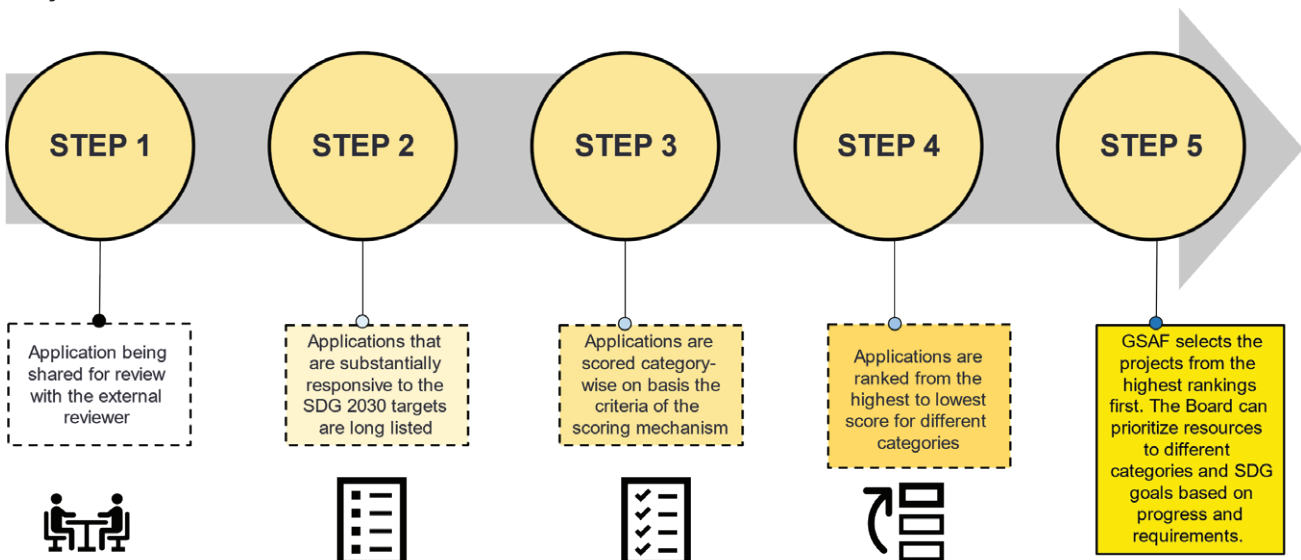 STEP 1
STEP 2
STEP 3
STEP 4
STEP 5
Application being
shared for review
with the external
reviewer
Applications that
are substantially
responsive to the
SDG 2030 targets
are long listed
Applications are
scored category-
wise on basis the
criteria of the
scoring mechanism
Applications are
ranked from the
highest to lowest
score for different
categories
GSAF selects the
projects from the
highest rankings
first. The Board can
prioritize resources
to different
categories and SDG
goals based on
progress and
requirements.